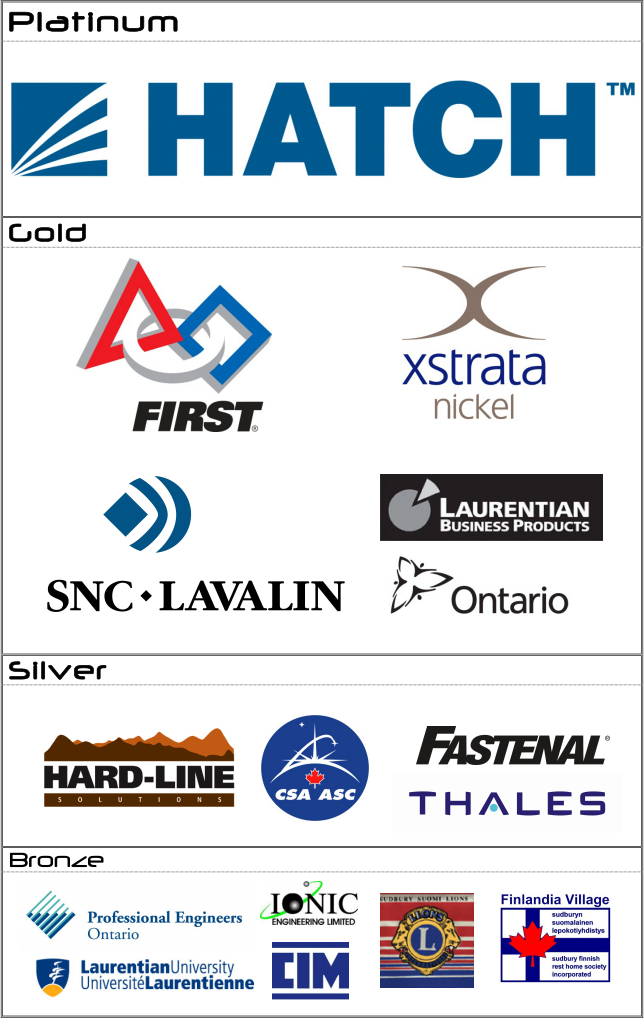 Platinum
HATCH™
Gold
FIRST®
xstrata
nickel
SNC·LAVALIN
LAURENTIAN
BUSINESS PRODUCTS
Ontario
Silver
HARD-LINE
SOLUTIONS
CSA ASC
FASTENAL®
THALES
Bronze
Professional Engineers
Ontario
IONIC
ENGINEERING LIMITED
SUDBURY SUOMI LIONS
LIONS
L
Finlandia Village
sudburyn
suomalainen
lepokotiyhdistys
sudbury finnish
rest home society
incorporated
LaurentianUniversity
UniversitéLaurentienne
CIM